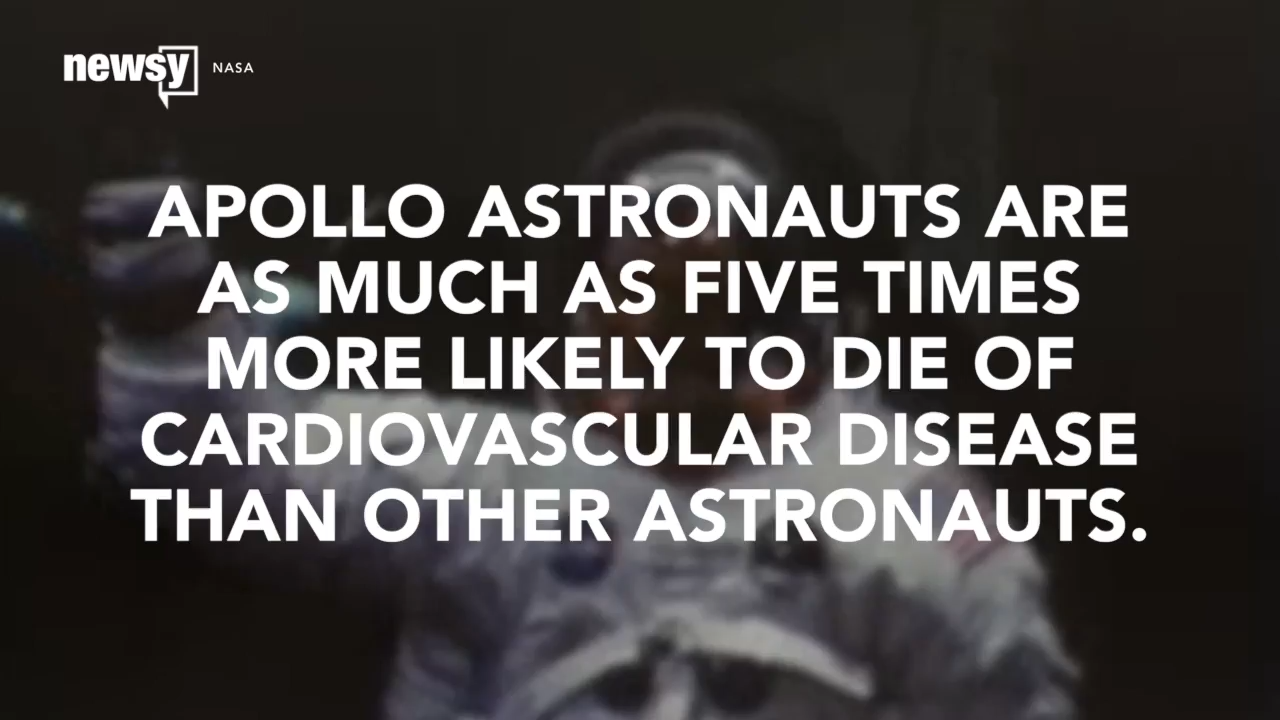 newsy NASA
APOLLO ASTRONAUTS ARE
AS MUCH AS FIVE TIMES
MORE LIKELY TO DIE OF
CARDIOVASCULAR DISEASE
THAN OTHER ASTRONAUTS.